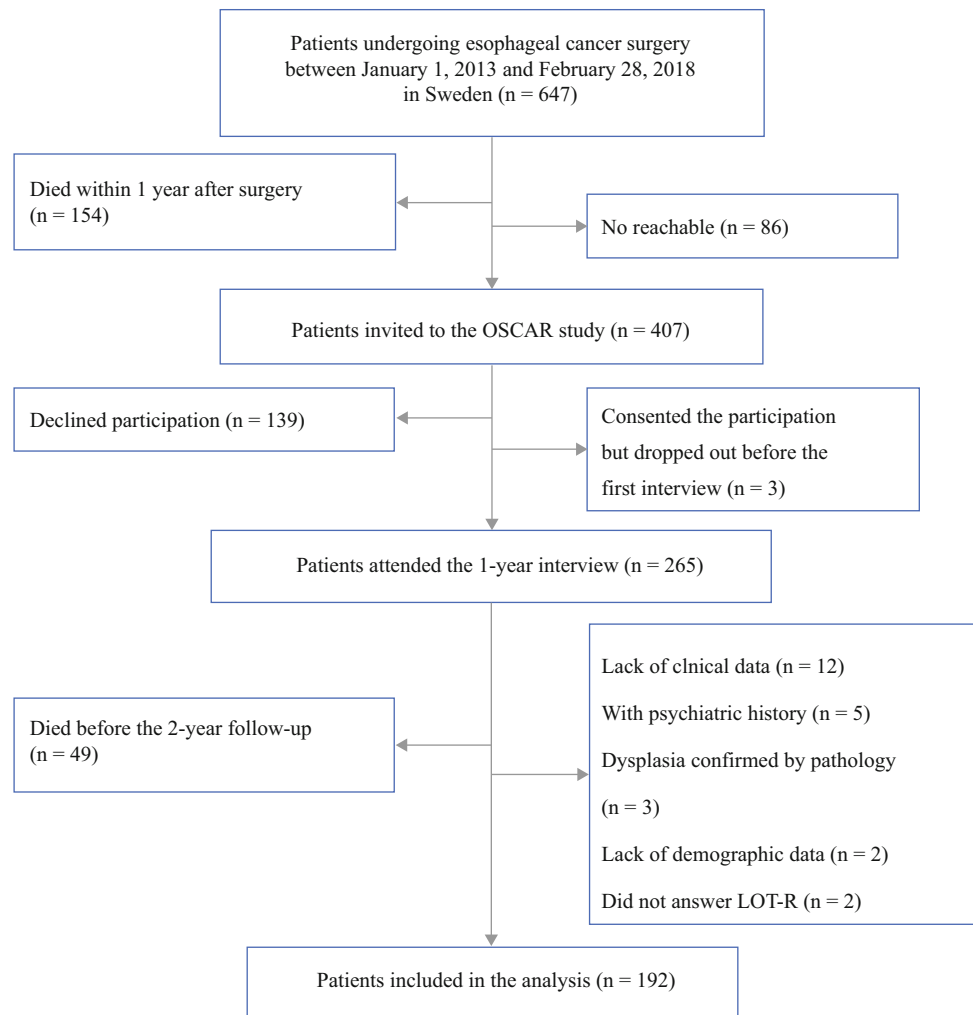 Patients undergoing esophageal cancer surgery
between January 1, 2013 and February 28, 2018
in Sweden (n = 647)
Died within 1 year after surgery
(n = 154)
No reachable (n = 86)
Patients invited to the OSCAR study (n = 407)
Declined participation (n = 139)
Consented the participation
but dropped out before the
first interview (n = 3)
Patients attended the 1-year interview (n = 265)
Died before the 2-year follow-up
(n = 49)
Lack of clnical data (n = 12)
With psychiatric history (n = 5)
Dysplasia confirmed by pathology
(n = 3)
Lack of demographic data (n = 2)
Did not answer LOT-R (n = 2)
Patients included in the analysis (n = 192)